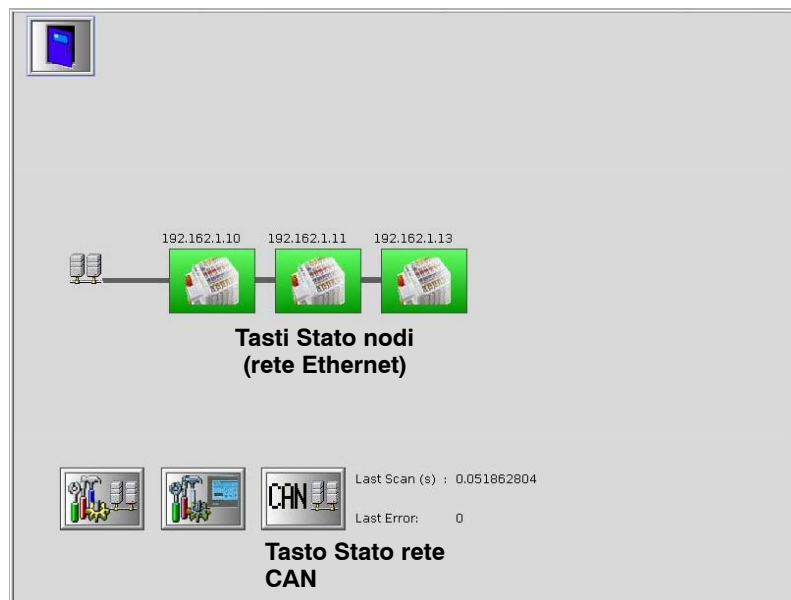 192.162.1.10 192.162.1.11 192.162.1.13
Tasti Stato nodi
(rete Ethernet)
CAN
Last Scan (s) : 0.051862804
Last Error: 0
Tasto Stato rete
CAN